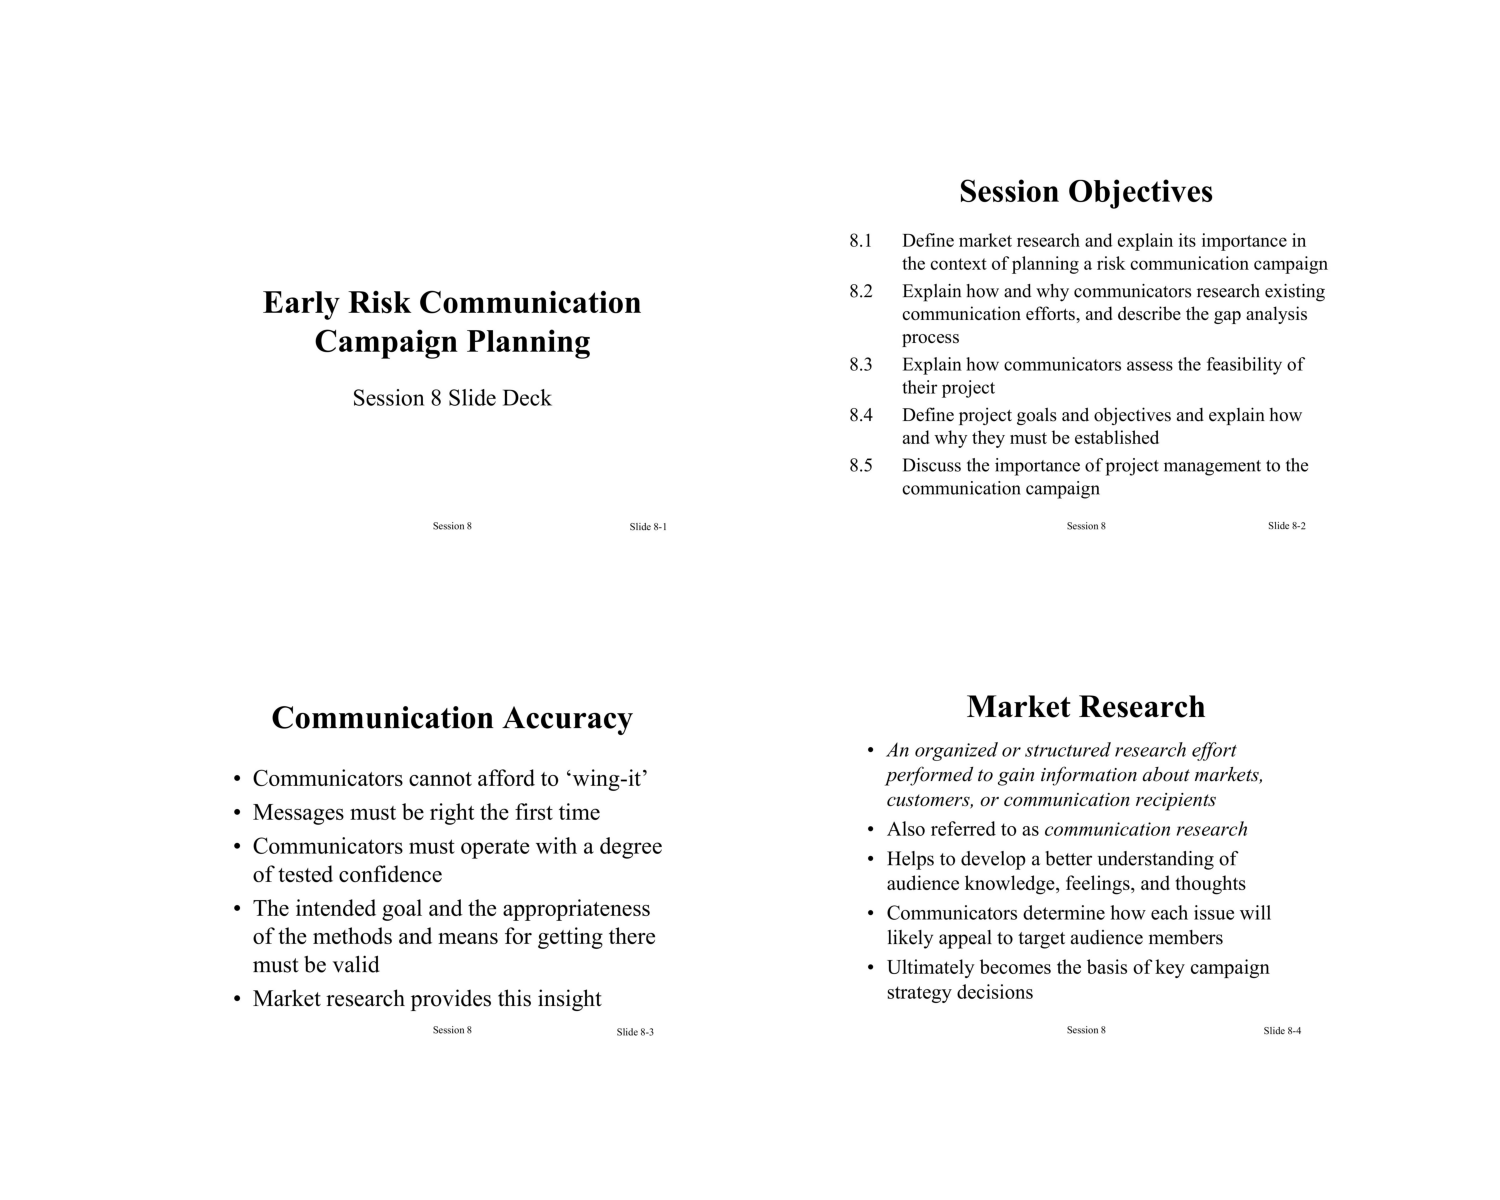 Early Risk Communication
Campaign Planning
Session 8 Slide Deck
Session 8
Slide 8-1
Session Objectives
8.1 Define market research and explain its importance in
the context of planning a risk communication campaign
8.2 Explain how and why communicators research existing
communication efforts, and describe the gap analysis
process
8.3 Explain how communicators assess the feasibility of
their project
8.4 Define project goals and objectives and explain how
and why they must be established
8.5 Discuss the importance of project management to the
communication campaign
Session 8
Slide 8-2
Communication Accuracy
• Communicators cannot afford to ‘wing-it’
• Messages must be right the first time
• Communicators must operate with a degree
of tested confidence
• The intended goal and the appropriateness
of the methods and means for getting there
must be valid
• Market research provides this insight
Session 8
Slide 8-3
Market Research
• An organized or structured research effort
performed to gain information about markets,
customers, or communication recipients
• Also referred to as communication research
• Helps to develop a better understanding of
audience knowledge, feelings, and thoughts
• Communicators determine how each issue will
likely appeal to target audience members
• Ultimately becomes the basis of key campaign
strategy decisions
Session 8
Slide 8-4